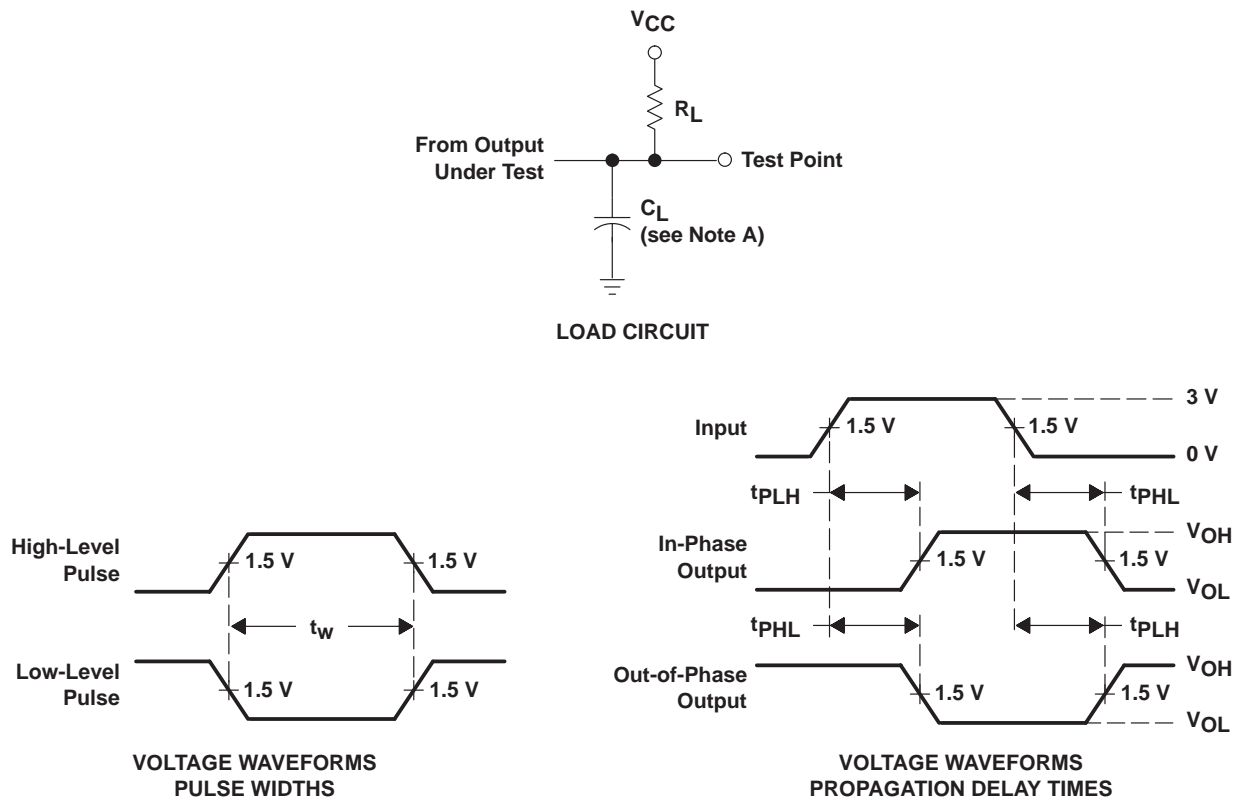 VCC
RL
From Output
Under Test
Test Point
CL
(see Note A)
LOAD CIRCUIT
High-Level
Pulse
1.5 V
1.5 V
tw
Low-Level
Pulse
1.5 V
1.5 V
VOLTAGE WAVEFORMS
PULSE WIDTHS
Input
1.5 V
1.5 V
3 V
0 V
tPLH
tPHL
In-Phase
Output
1.5 V
1.5 V
VOH
VOL
tPHL
tPLH
Out-of-Phase
Output
1.5 V
1.5 V
VOH
VOL
VOLTAGE WAVEFORMS
PROPAGATION DELAY TIMES